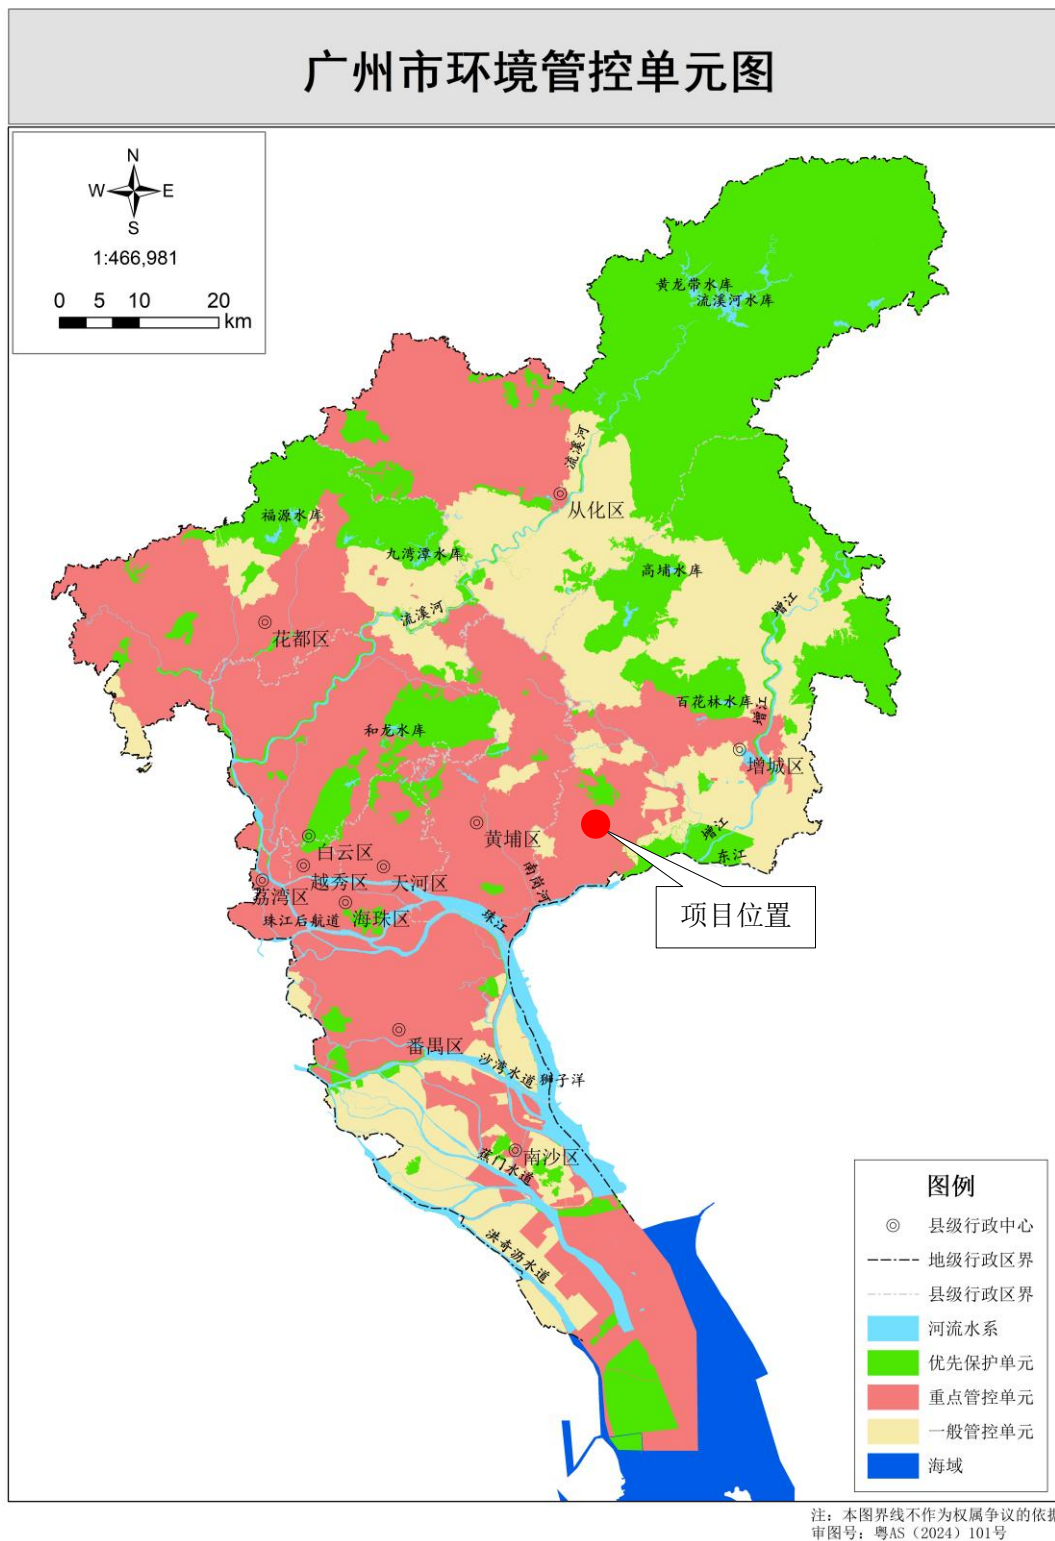 广州市环境管控单元图
N
W E
S
1:466,981
0 5 10 20
km
黄龙带水库
流溪河水库
流溪河
从化区
福源水库
九湾潭水库
高埔水库
增江
流溪河
花都区
百花林水库
增江
和龙水库
增城区
黄埔区
增江
东江
白云区
越秀区
天河区
南岗河
荔湾区
海珠区
珠江后航道
珠江
项目位置
番禺区
沙湾水道
狮子洋
南沙区
蕉门水道
洪奇沥水道
图例
县级行政中心
地级行政区界
县级行政区界
河流水系
优先保护单元
重点管控单元
一般管控单元
海域
注：本图界线不作为权属争议的依据
审图号：粤AS（2024）101号